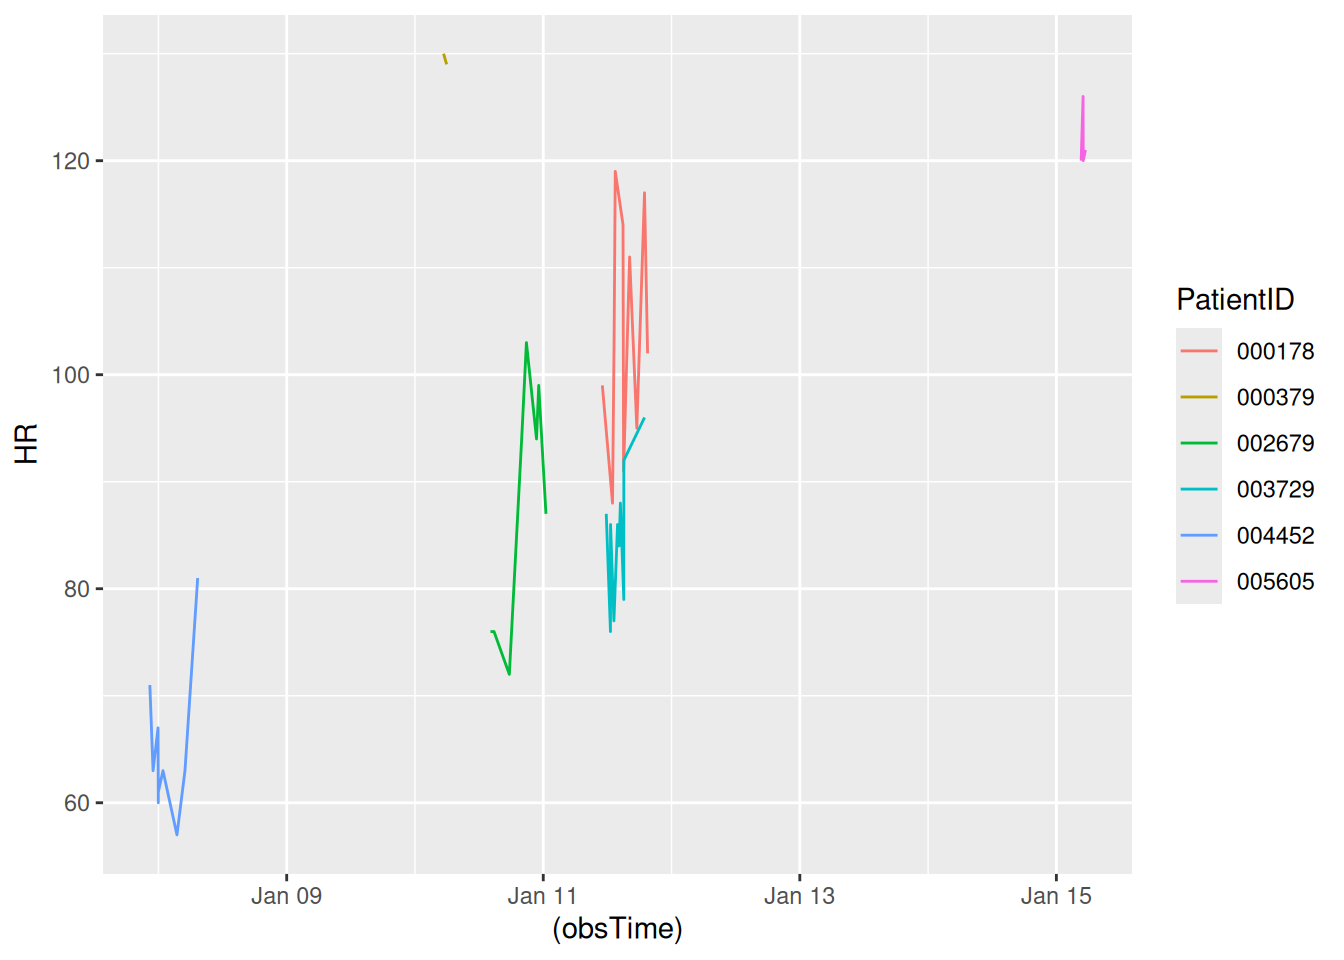 HR
120
100
80
60
Jan 09
Jan 11
Jan 13
Jan 15
(obsTime)
PatientID
000178
000379
002679
003729
004452
005605